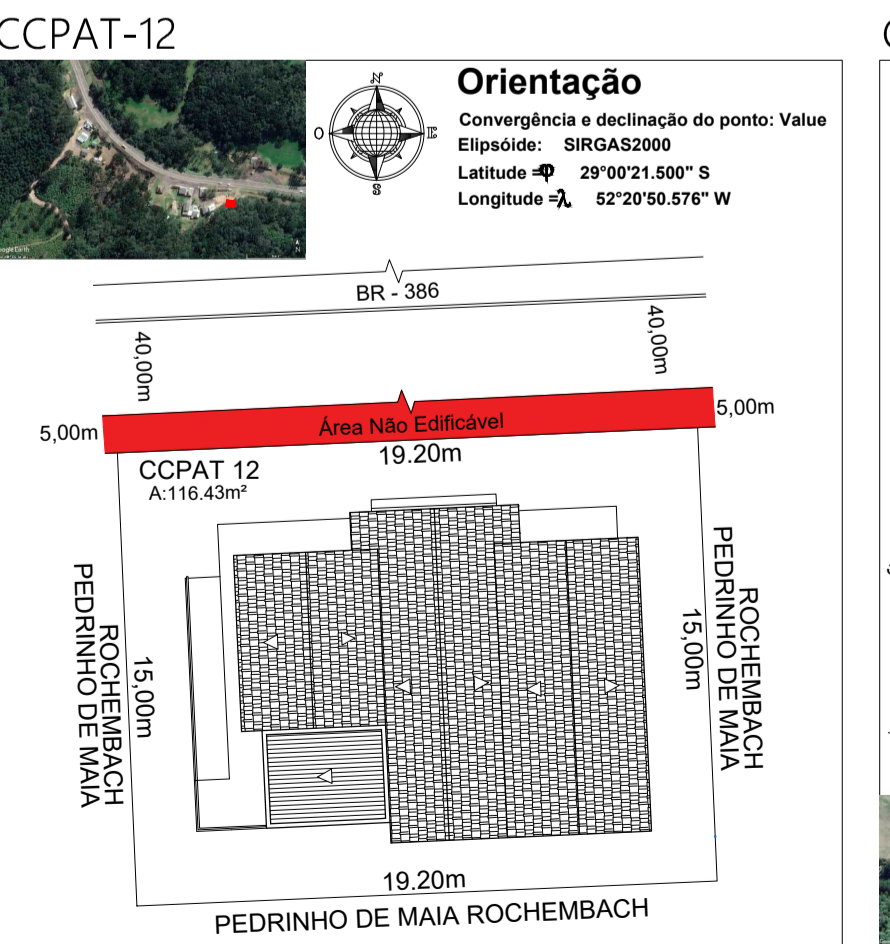 CCPAT-12
Orientação
Convergência e declinação do ponto: Value
Elipsóide: SIRGAS2000
Latitude =φ 29°00'21.500" S
Longitude =λ 52°20'50.576" W
N
O
E
S
Google Earth
N
BR - 386
40,00m
40,00m
5,00m
Área Não Edificável
5,00m
19.20m
CCPAT 12
A:116.43m²
PEDRINHO DE MAIA
ROCHEMBACH
15,00m
15,00m
PEDRINHO DE MAIA
ROCHEMBACH
19.20m
PEDRINHO DE MAIA ROCHEMBACH